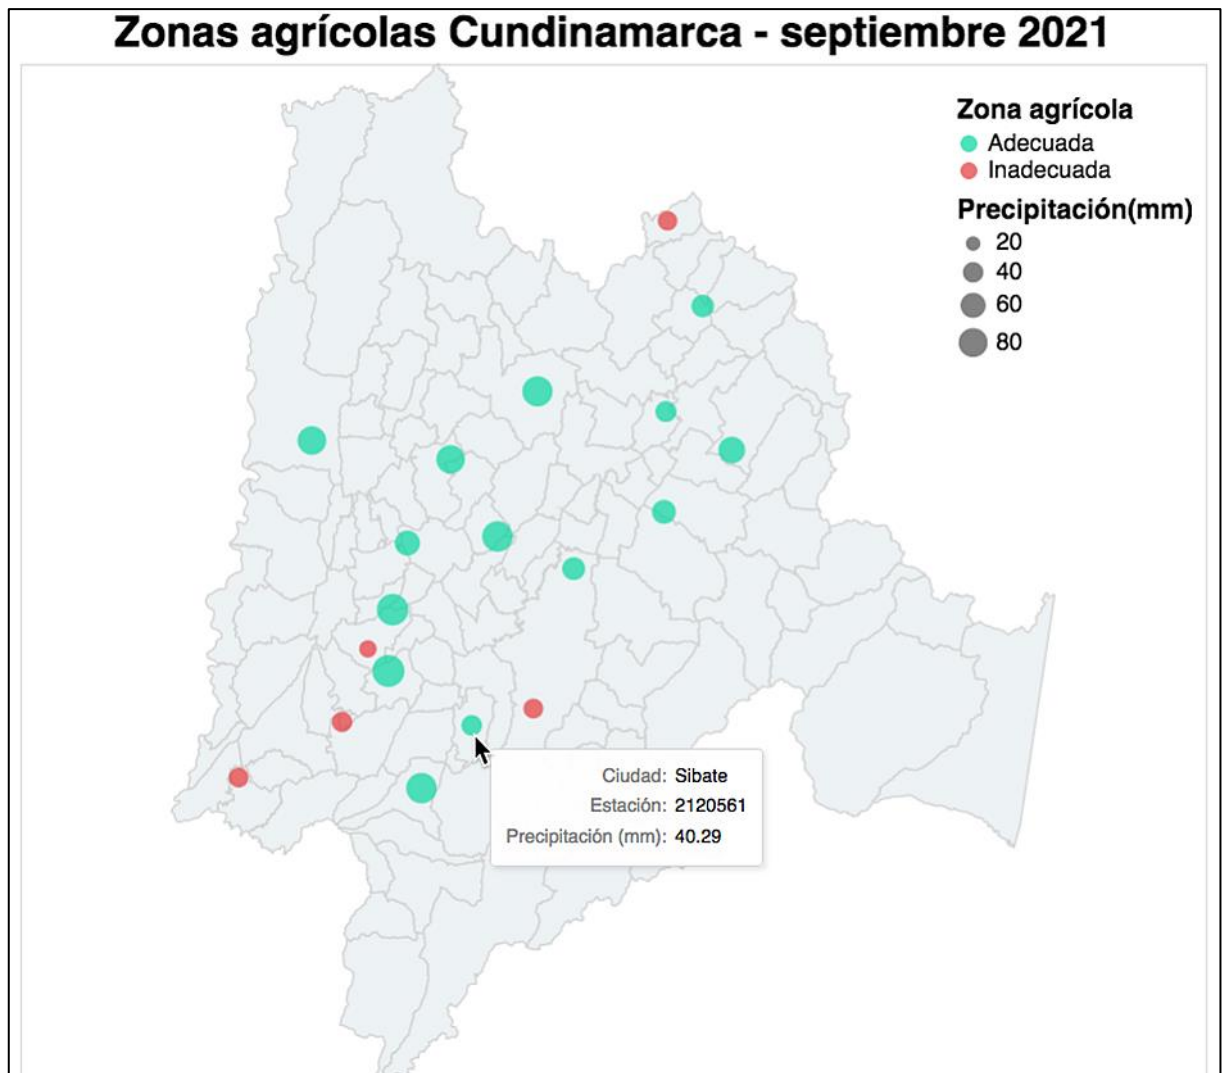 Zonas agrícolas Cundinamarca - septiembre 2021
Zona agrícola
Adecuada
Inadecuada
Precipitación(mm)
20
40
60
80
Ciudad: Sibate
Estación: 2120561
Precipitación (mm): 40.29